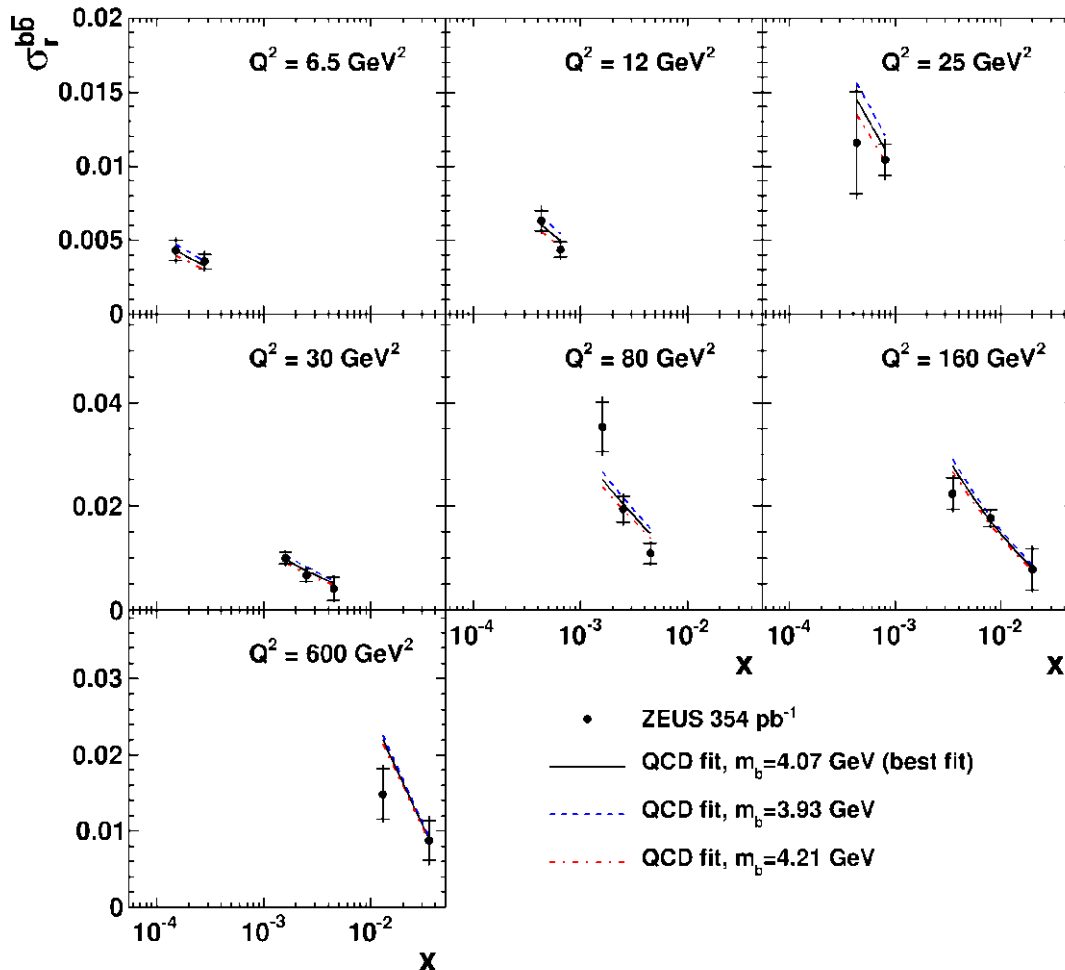 σ_r^{bb̄}
0.02
0.015
0.01
0.005
0
Q² = 6.5 GeV²
Q² = 12 GeV²
Q² = 25 GeV²
0.04
0.02
0
Q² = 30 GeV²
Q² = 80 GeV²
Q² = 160 GeV²
10⁻⁴ 10⁻³ 10⁻²
x
10⁻⁴ 10⁻³ 10⁻²
x
0.03
0.02
0.01
0
Q² = 600 GeV²
10⁻⁴ 10⁻³ 10⁻²
x
ZEUS 354 pb⁻¹
QCD fit, m_b=4.07 GeV (best fit)
QCD fit, m_b=3.93 GeV
QCD fit, m_b=4.21 GeV